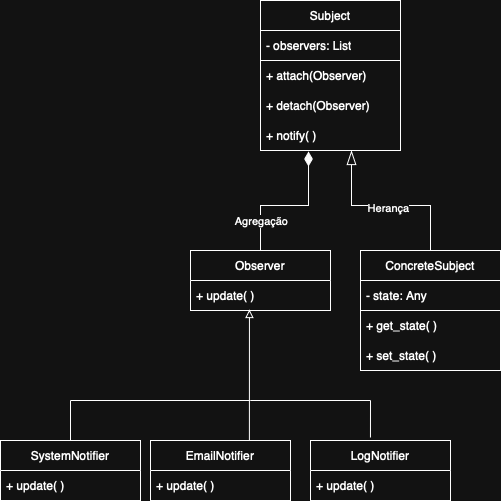 Subject
- observers: List
+ attach(Observer)
+ detach(Observer)
+ notify( )
Agregação
Herança
Observer
+ update( )
ConcreteSubject
- state: Any
+ get_state( )
+ set_state( )
SystemNotifier
+ update( )
EmailNotifier
+ update( )
LogNotifier
+ update( )